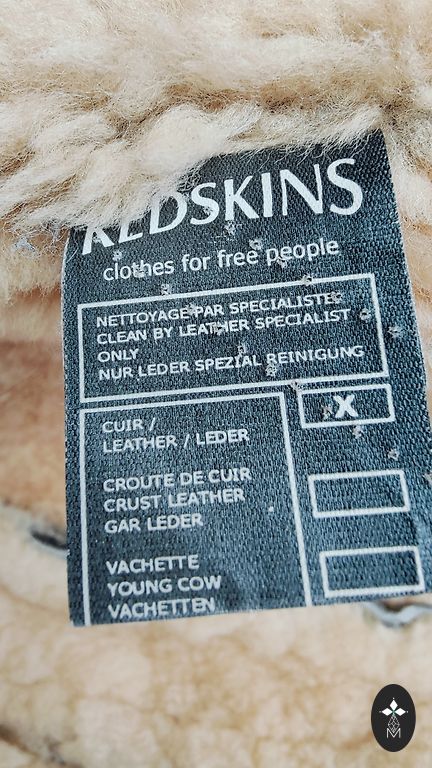 REDSKINS
clothes for free people
NETTOYAGE PAR SPECIALISTE
CLEAN BY LEATHER SPECIALIST
ONLY
NUR LEDER SPEZIAL REINIGUNG
CUIR /
LEATHER / LEDER
X
CROUTE DE CUIR
CRUST LEATHER
GAR LEDER
VACHETTE
YOUNG COW
VACHETTEN
M